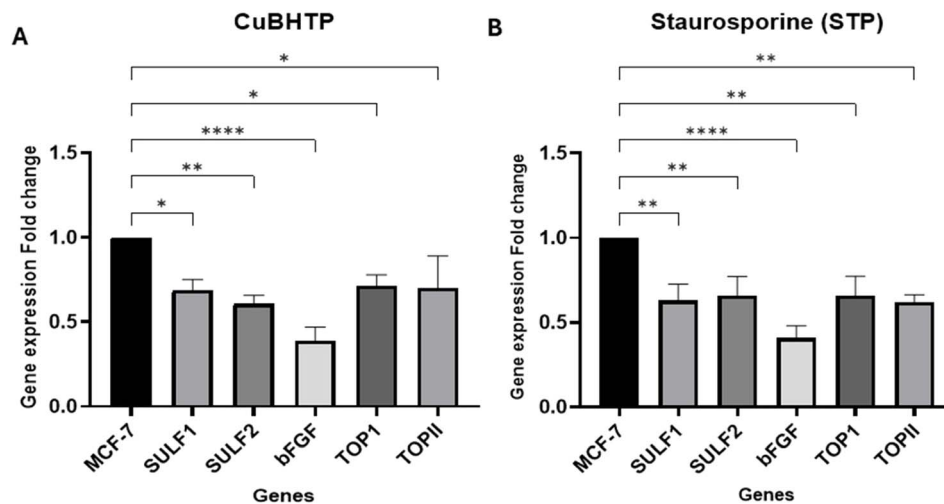 A
CuBHTP
*
*
****
**
*
Gene expression Fold change
1.5
1.0
0.5
0.0
MCF-7
SULF1
SULF2
bFGF
TOP1
TOPII
Genes
B
Staurosporine (STP)
**
**
****
**
**
Gene expression Fold change
1.5
1.0
0.5
0.0
MCF-7
SULF1
SULF2
bFGF
TOP1
TOPII
Genes